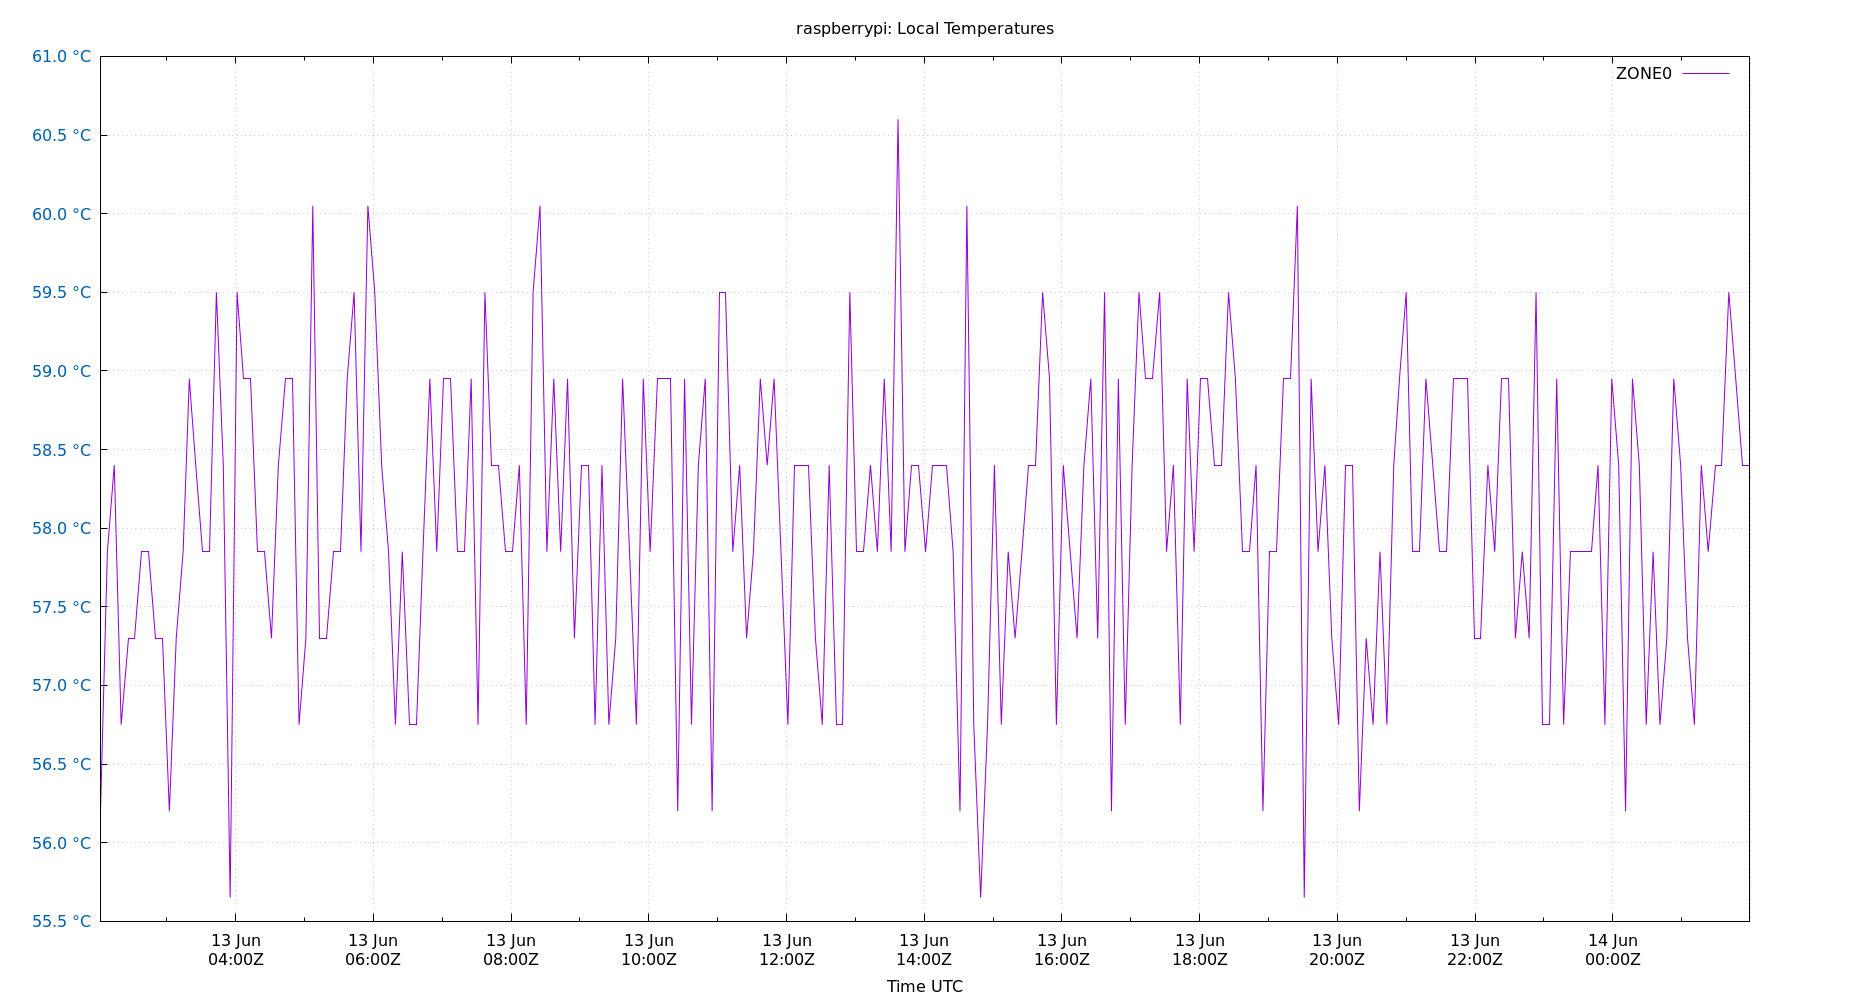 raspberrypi: Local Temperatures
61.0 °C
ZONE0
60.5 °C
60.0 °C
59.5 °C
59.0 °C
58.5 °C
58.0 °C
57.5 °C
57.0 °C
56.5 °C
56.0 °C
55.5 °C
13 Jun 13 Jun 13 Jun 13 Jun 13 Jun 13 Jun 13 Jun 13 Jun 13 Jun 13 Jun 14 Jun
04:00Z 06:00Z 08:00Z 10:00Z 12:00Z 14:00Z 16:00Z 18:00Z 20:00Z 22:00Z 00:00Z
Time UTC